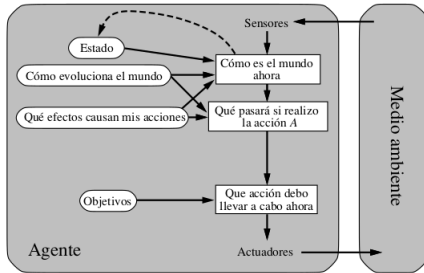 Sensores
Estado
Cómo es el mundo
ahora
Cómo evoluciona el mundo
Qué efectos causan mis acciones
Qué pasará si realizo
la acción A
Objetivos
Que acción debo
llevar a cabo ahora
Agente
Actuadores
Medio ambiente